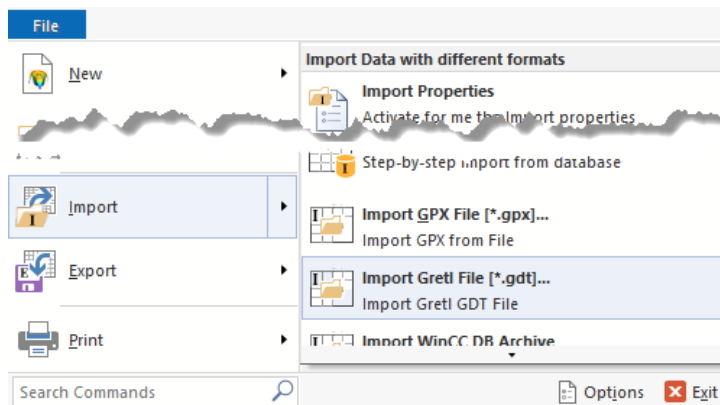 File
New
Import
Export
Print
Search Commands
Import Data with different formats
Import Properties
Activate for me the Import properties
Step-by-step import from database
Import GPX File [*.gpx]...
Import GPX from File
Import Gretl File [*.gdt]...
Import Gretl GDT File
Import WinCC DB Archive
Options
Exit